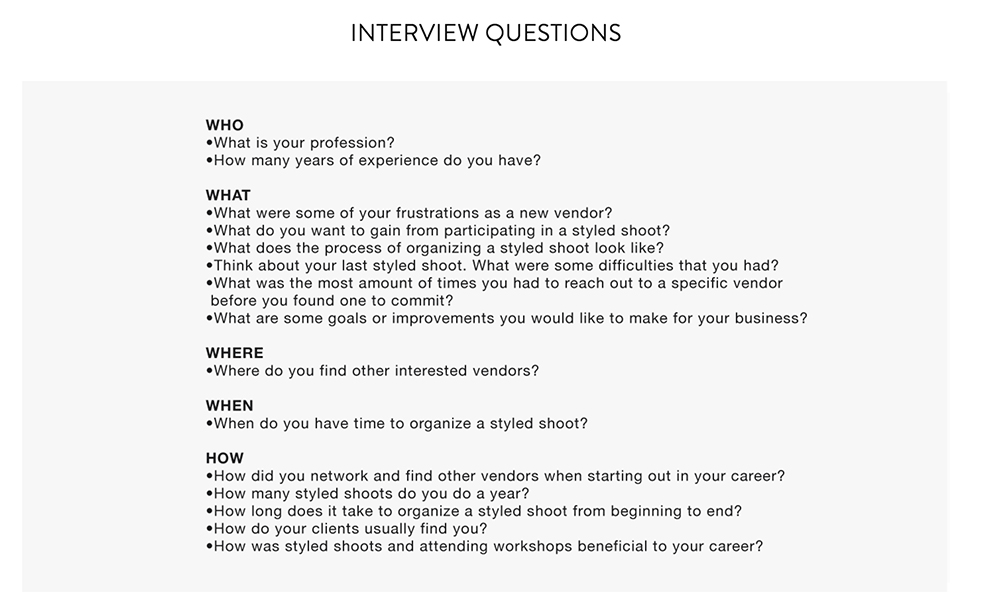 INTERVIEW QUESTIONS
WHO
•What is your profession?
•How many years of experience do you have?
WHAT
•What were some of your frustrations as a new vendor?
•What do you want to gain from participating in a styled shoot?
•What does the process of organizing a styled shoot look like?
•Think about your last styled shoot. What were some difficulties that you had?
•What was the most amount of times you had to reach out to a specific vendor
before you found one to commit?
•What are some goals or improvements you would like to make for your business?
WHERE
•Where do you find other interested vendors?
WHEN
•When do you have time to organize a styled shoot?
HOW
•How did you network and find other vendors when starting out in your career?
•How many styled shoots do you do a year?
•How long does it take to organize a styled shoot from beginning to end?
•How do your clients usually find you?
•How was styled shoots and attending workshops beneficial to your career?